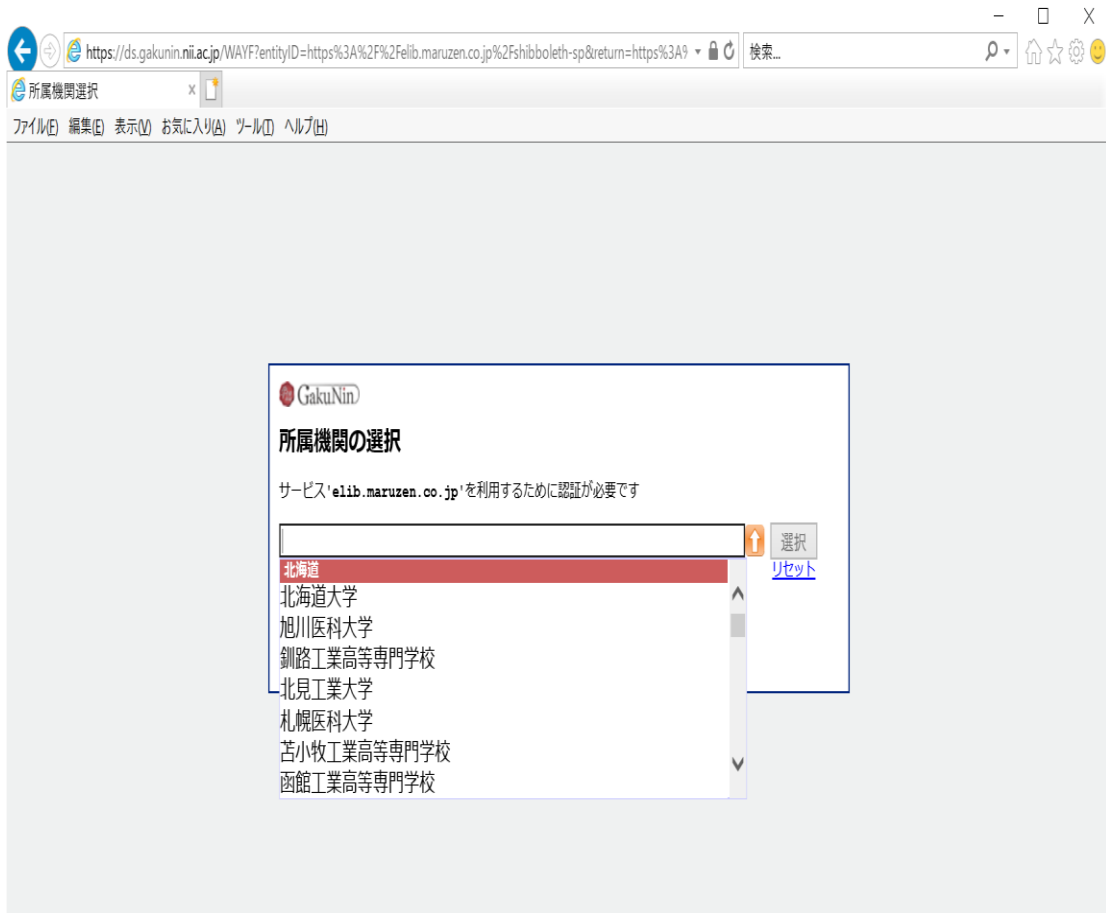 https://ds.gakunin.nii.ac.jp/WAYF?entityID=https%3A%2F%2Felib.maruzen.co.jp%2Fshibboleth-sp&return=https%3A9
検索...
所属機関選択
ファイル(F) 編集(E) 表示(V) お気に入り(A) ツール(T) ヘルプ(H)
GakuNin
所属機関の選択
サービス'elib.maruzen.co.jp'を利用するために認証が必要です
選択
リセット
北海道
北海道大学
旭川医科大学
釧路工業高等専門学校
北見工業大学
札幌医科大学
苫小牧工業高等専門学校
函館工業高等専門学校